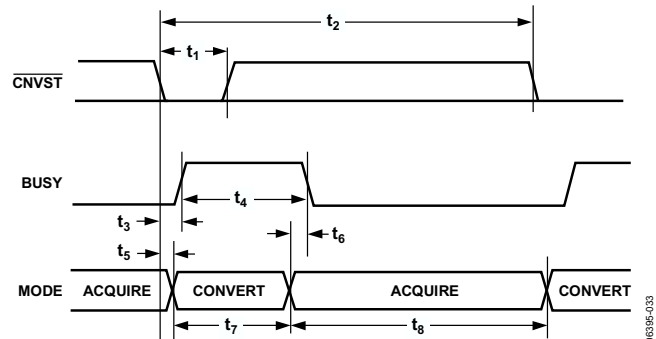 t2
t1
CNVST
BUSY
t4
t3
t6
t5
MODE ACQUIRE CONVERT ACQUIRE CONVERT
t7 t8
06395-033